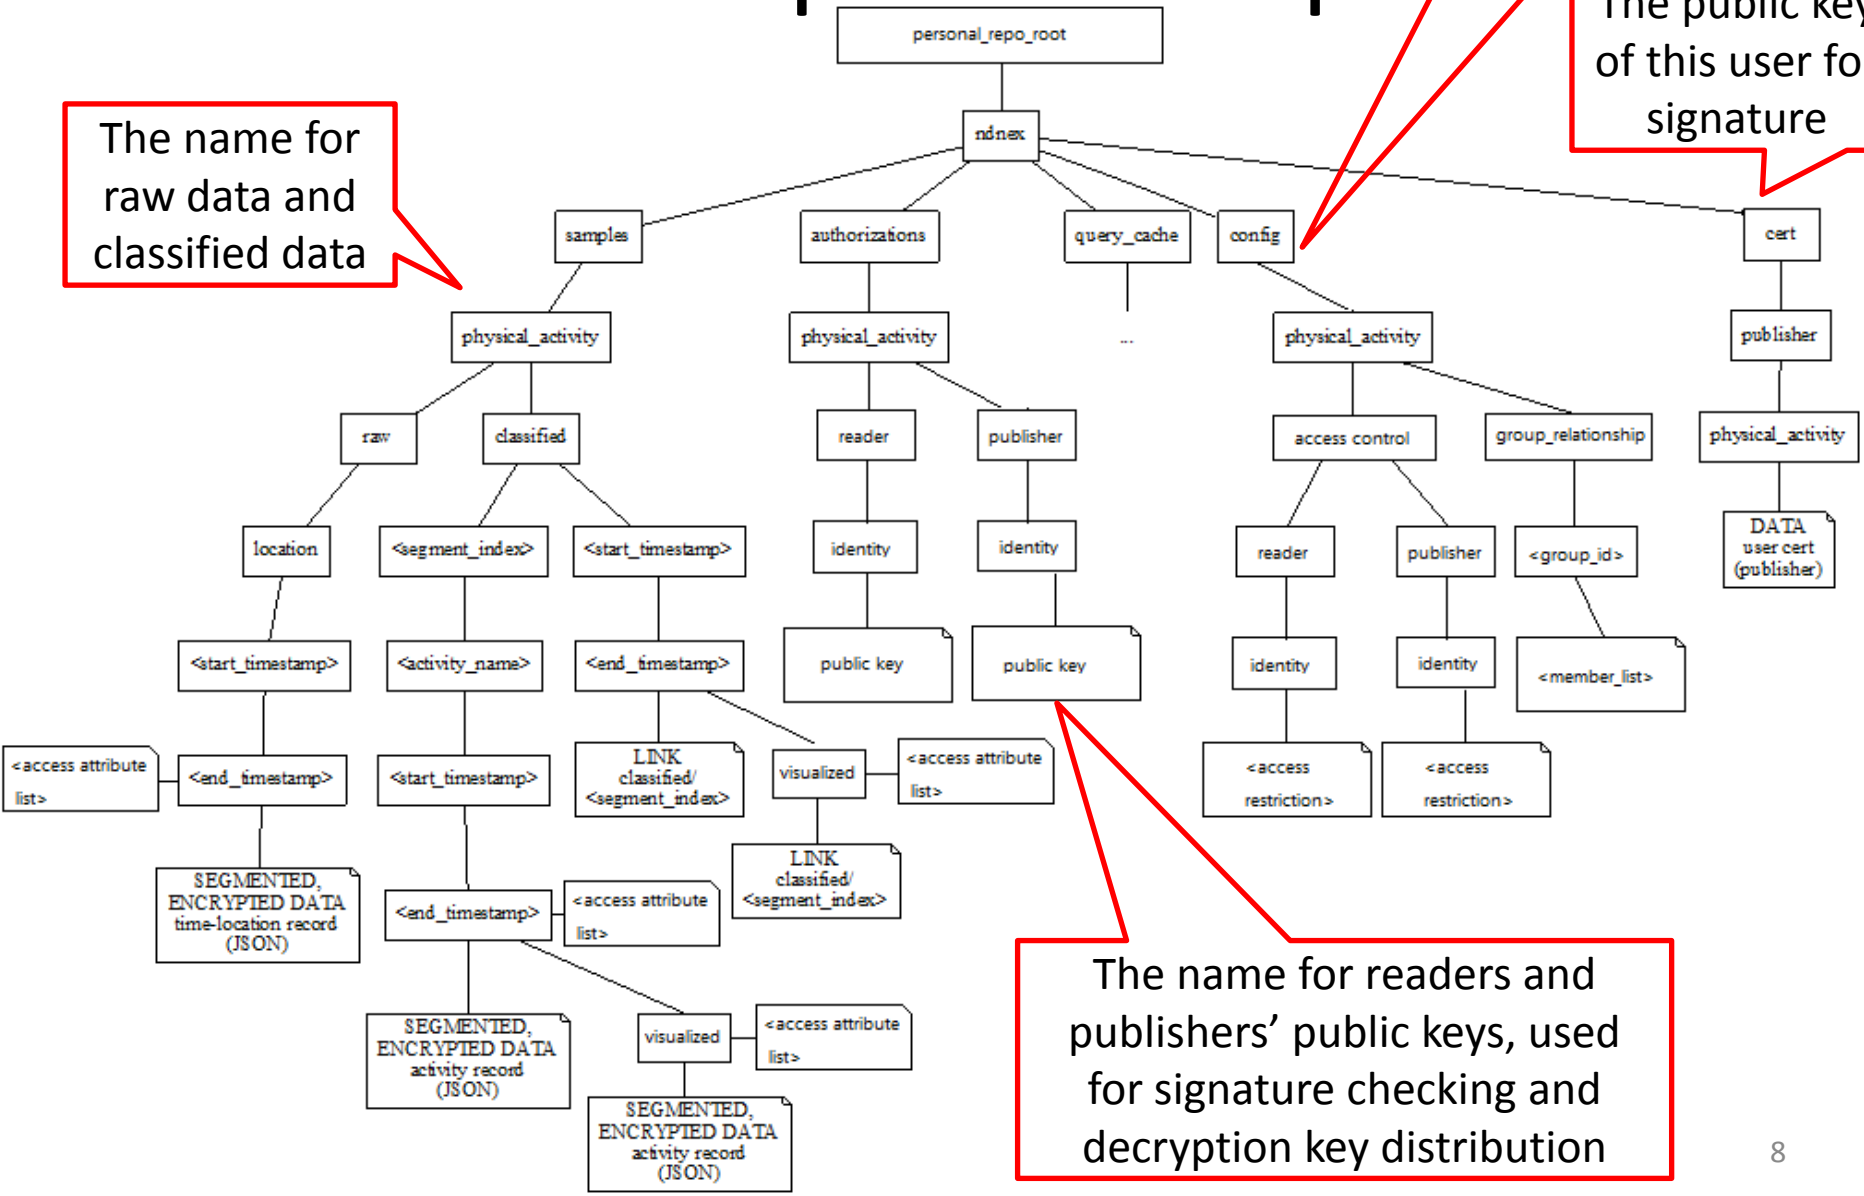 personal_repo_root
The public key
of this user fo
signature
ndnex
The name for
raw data and
classified data
samples
authorizations
query_cache
config
cert
physical_activity
physical_activity
...
physical_activity
publisher
raw
classified
reader
publisher
access control
group_relationship
physical_activity
location
<segment_index>
<start_timestamp>
identity
identity
reader
publisher
<group_id>
DATA
user cert
(publisher)
<start_timestamp>
<activity_name>
<end_timestamp>
public key
public key
identity
identity
<member_list>
<access attribute
list>
<end_timestamp>
<start_timestamp>
LINK
classified/
<segment_index>
visualized
<access attribute
list>
<access
restriction>
<access
restriction>
SEGMENTED,
ENCRYPTED DATA
time-location record
(JSON)
<end_timestamp>
<access attribute
list>
LINK
classified/
<segment_index>
SEGMENTED,
ENCRYPTED DATA
activity record
(JSON)
visualized
<access attribute
list>
SEGMENTED,
ENCRYPTED DATA
activity record
(JSON)
The name for readers and
publishers’ public keys, used
for signature checking and
decryption key distribution
8